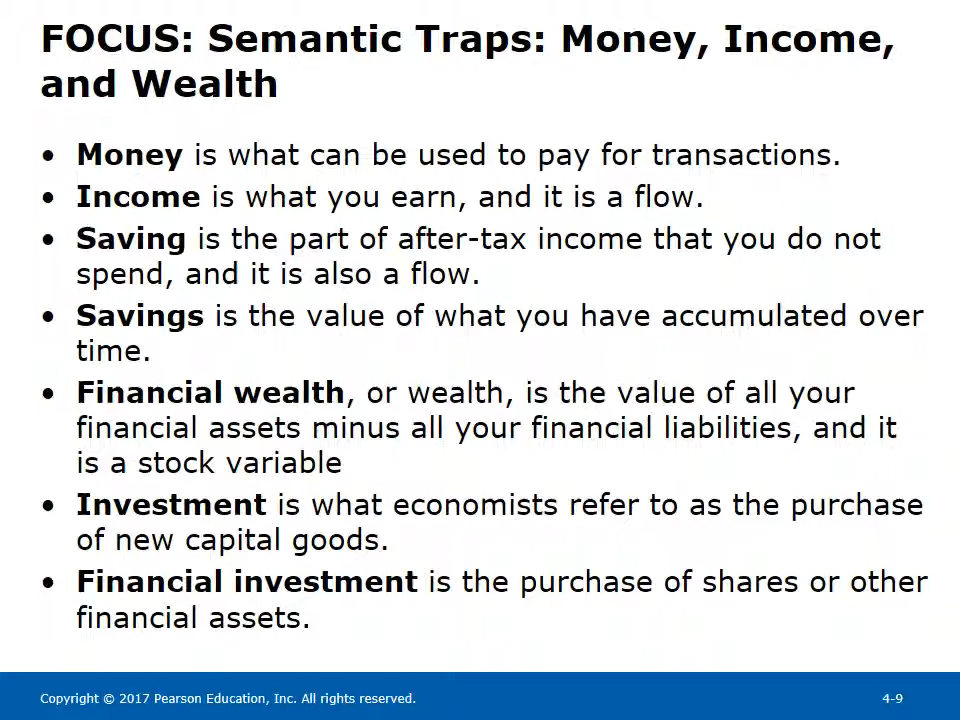 FOCUS: Semantic Traps: Money, Income,
and Wealth
• Money is what can be used to pay for transactions.
• Income is what you earn, and it is a flow.
• Saving is the part of after-tax income that you do not
spend, and it is also a flow.
• Savings is the value of what you have accumulated over
time.
• Financial wealth, or wealth, is the value of all your
financial assets minus all your financial liabilities, and it
is a stock variable
• Investment is what economists refer to as the purchase
of new capital goods.
• Financial investment is the purchase of shares or other
financial assets.
Copyright © 2017 Pearson Education, Inc. All rights reserved. 4-9